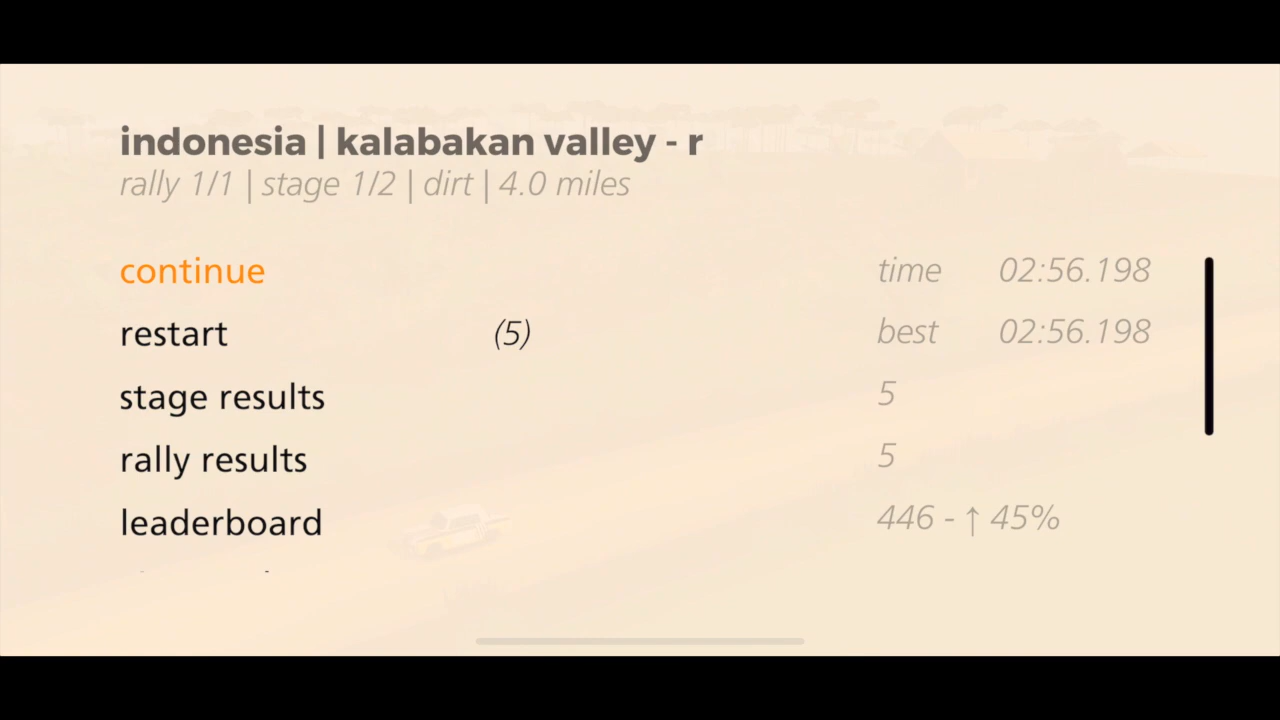 indonesia | kalabakan valley - r
rally 1/1 | stage 1/2 | dirt | 4.0 miles
continue time 02:56.198
restart (5) best 02:56.198
stage results 5
rally results 5
leaderboard 446 - ↑ 45%